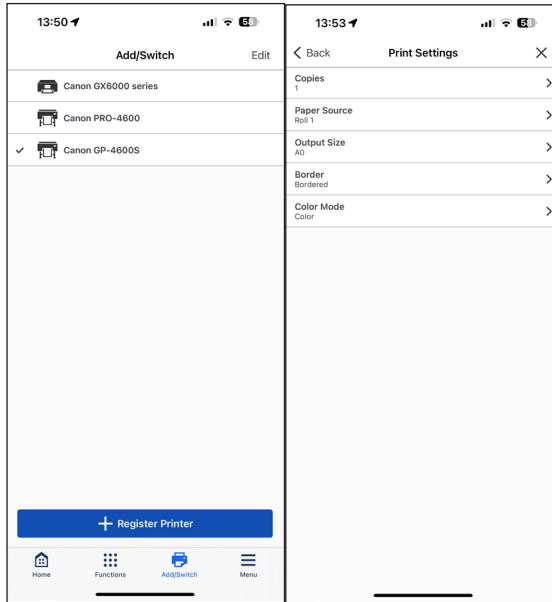 13:50
58
Add/Switch
Edit
Canon GX6000 series
Canon PRO-4600
Canon GP-4600S
Register Printer
Home
Functions
Add/Switch
Menu
13:53
Back
Print Settings
Copies
1
Paper Source
Roll 1
Output Size
A0
Border
Bordered
Color Mode
Color